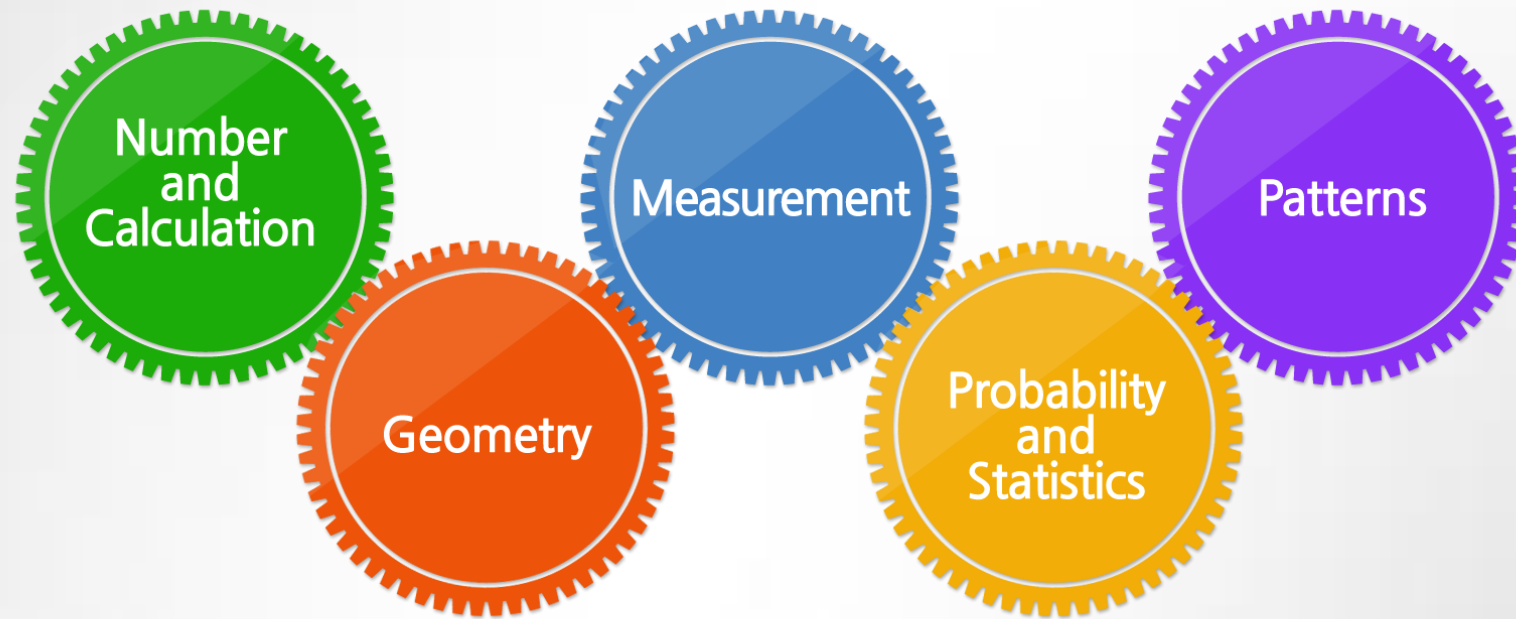 Number
and
Calculation
Geometry
Measurement
Probability
and
Statistics
Patterns